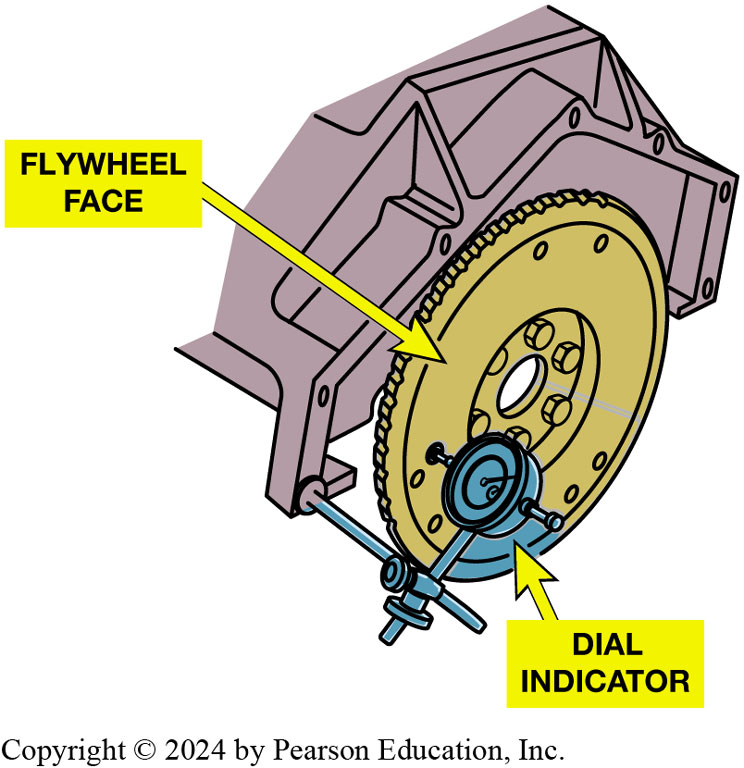 FLYWHEEL
FACE
DIAL
INDICATOR
Copyright © 2024 by Pearson Education, Inc.